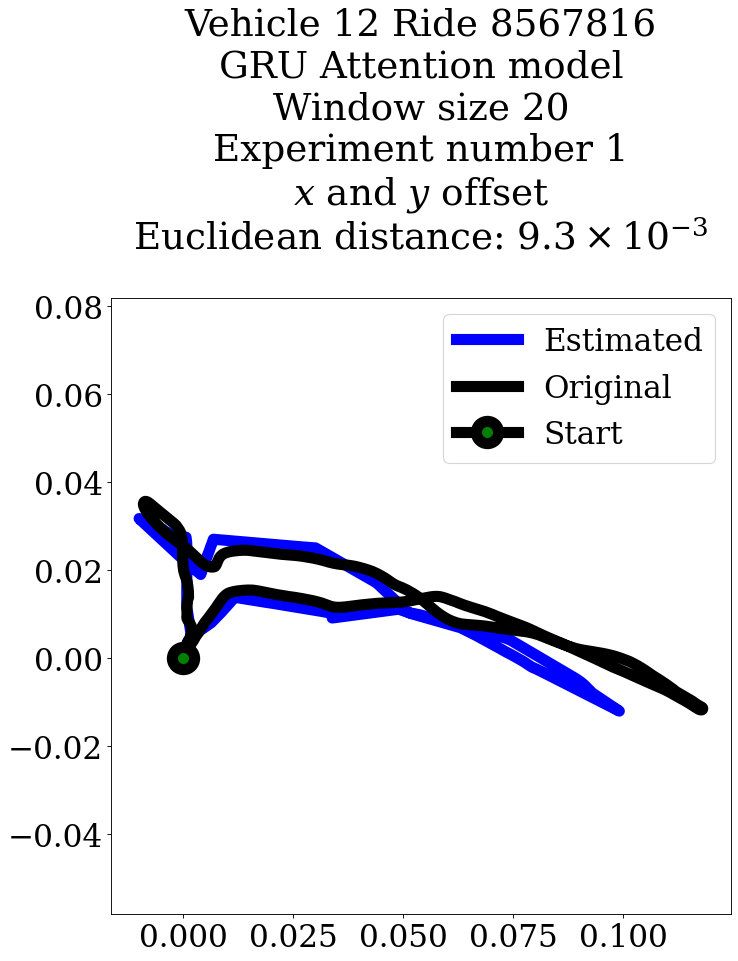 Vehicle 12 Ride 8567816
GRU Attention model
Window size 20
Experiment number 1
x and y offset
Euclidean distance: 9.3 × 10⁻³
0.08
0.06
0.04
0.02
0.00
−0.02
−0.04
Estimated
Original
Start
0.000 0.025 0.050 0.075 0.100